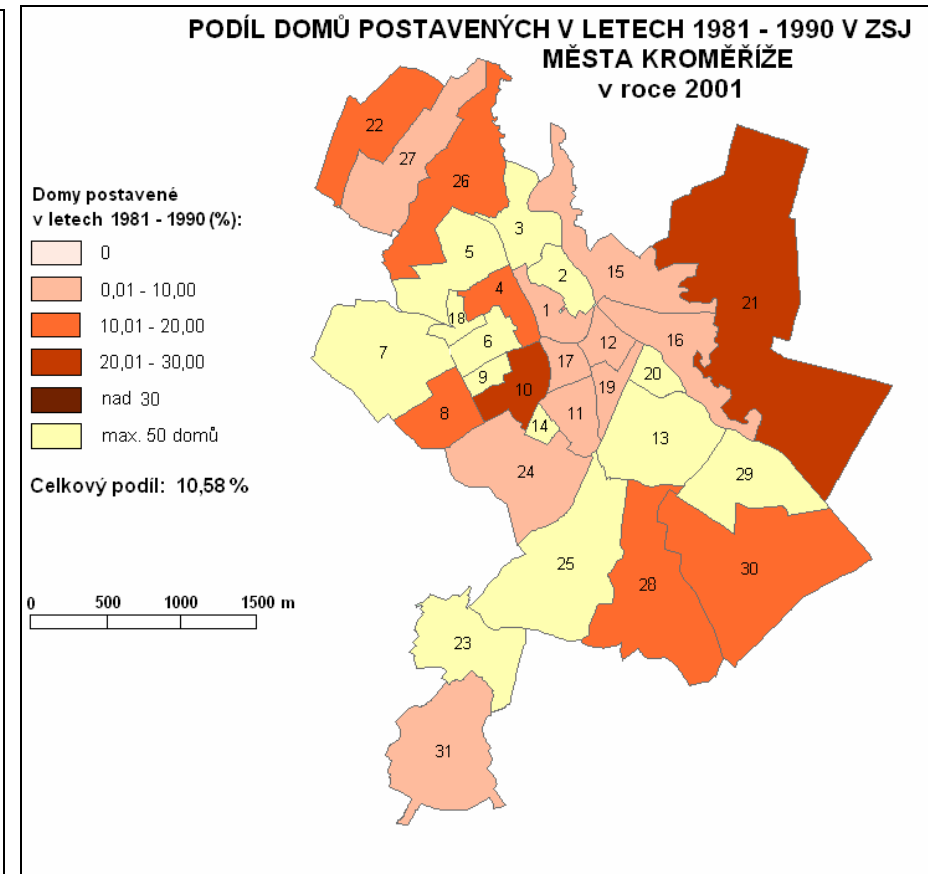 PODÍL DOMŮ POSTAVENÝCH V LETECH 1981 - 1990 V ZSJ
MĚSTA KROMĚŘÍŽE
v roce 2001
Domy postavené
v letech 1981 - 1990 (%):
0
0,01 - 10,00
10,01 - 20,00
20,01 - 30,00
nad 30
max. 50 domů
Celkový podíl: 10,58 %
0 500 1000 1500 m
22
27
26
3
5
2
15
4
1
21
18
6
12
16
7
17
9
20
10
19
8
11
14
13
24
29
25
28
30
23
31